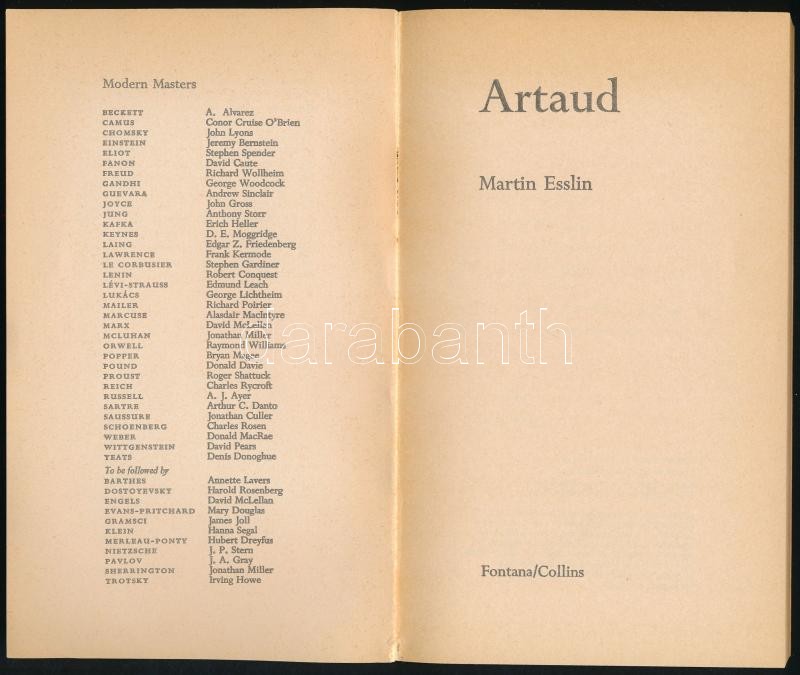 Modern Masters
BECKETT A. Alvarez
CAMUS Conor Cruise O'Brien
CHOMSKY John Lyons
EINSTEIN Jeremy Bernstein
ELIOT Stephen Spender
FANON David Caute
FREUD Richard Wollheim
GANDHI George Woodcock
GUEVARA Andrew Sinclair
JOYCE John Gross
JUNG Anthony Storr
KAFKA Erich Heller
KEYNES D. E. Moggridge
LAING Edgar Z. Friedenberg
LAWRENCE Frank Kermode
LE CORBUSIER Stephen Gardiner
LENIN Robert Conquest
LÉVI-STRAUSS Edmund Leach
LUKÁCS George Lichtheim
MAILER Richard Poirier
MARCUSE Alasdair MacIntyre
MARX David McLellan
MCLUHAN Jonathan Miller
ORWELL Raymond Williams
POPPER Bryan Magee
POUND Donald Davie
PROUST Roger Shattuck
REICH Charles Rycroft
RUSSELL A. J. Ayer
SARTRE Arthur C. Danto
SAUSSURE Jonathan Culler
SCHOENBERG Charles Rosen
WEBER Donald MacRae
WITTGENSTEIN David Pears
YEATS Denis Donoghue
To be followed by
BARTHES Annette Lavers
DOSTOYEVSKY Harold Rosenberg
ENGELS David McLellan
EVANS-PRITCHARD Mary Douglas
GRAMSCI James Joll
KLEIN Hanna Segal
MERLEAU-PONTY Hubert Dreyfus
NIETZSCHE J. P. Stern
PAVLOV J. A. Gray
SHERRINGTON Jonathan Miller
TROTSKY Irving Howe
Artaud
Martin Esslin
Fontana/Collins
darabanth